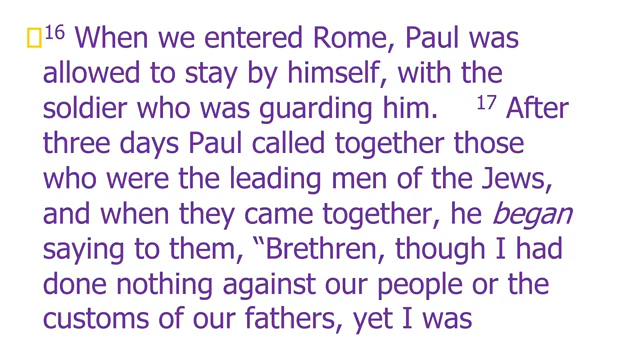 16 When we entered Rome, Paul was
allowed to stay by himself, with the
soldier who was guarding him. 17 After
three days Paul called together those
who were the leading men of the Jews,
and when they came together, he began
saying to them, “Brethren, though I had
done nothing against our people or the
customs of our fathers, yet I was